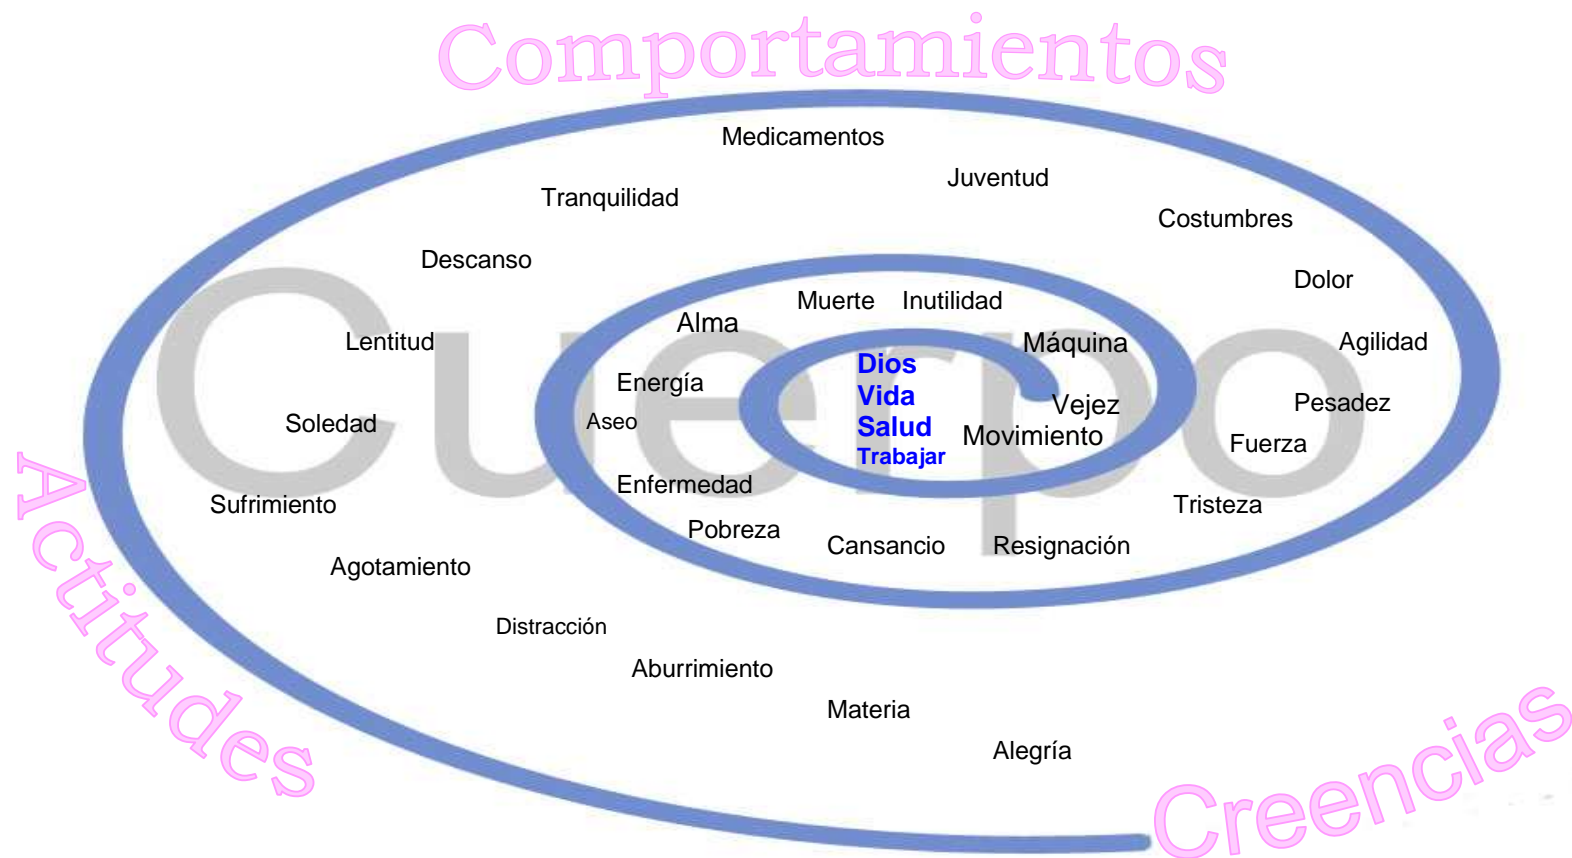 Comportamientos
Medicamentos
Juventud
Tranquilidad
Costumbres
Descanso
Dolor
Muerte Inutilidad
Alma
Máquina
Lentitud
Agilidad
Cuerpo
Dios
Energía
Vida
Vejez
Pesadez
Aseo
Soledad
Salud
Movimiento
Fuerza
Trabajar
Enfermedad
Sufrimiento
Tristeza
Pobreza
Cansancio
Resignación
Actitudes
Agotamiento
Distracción
Aburrimiento
Materia
Alegría
Creencias